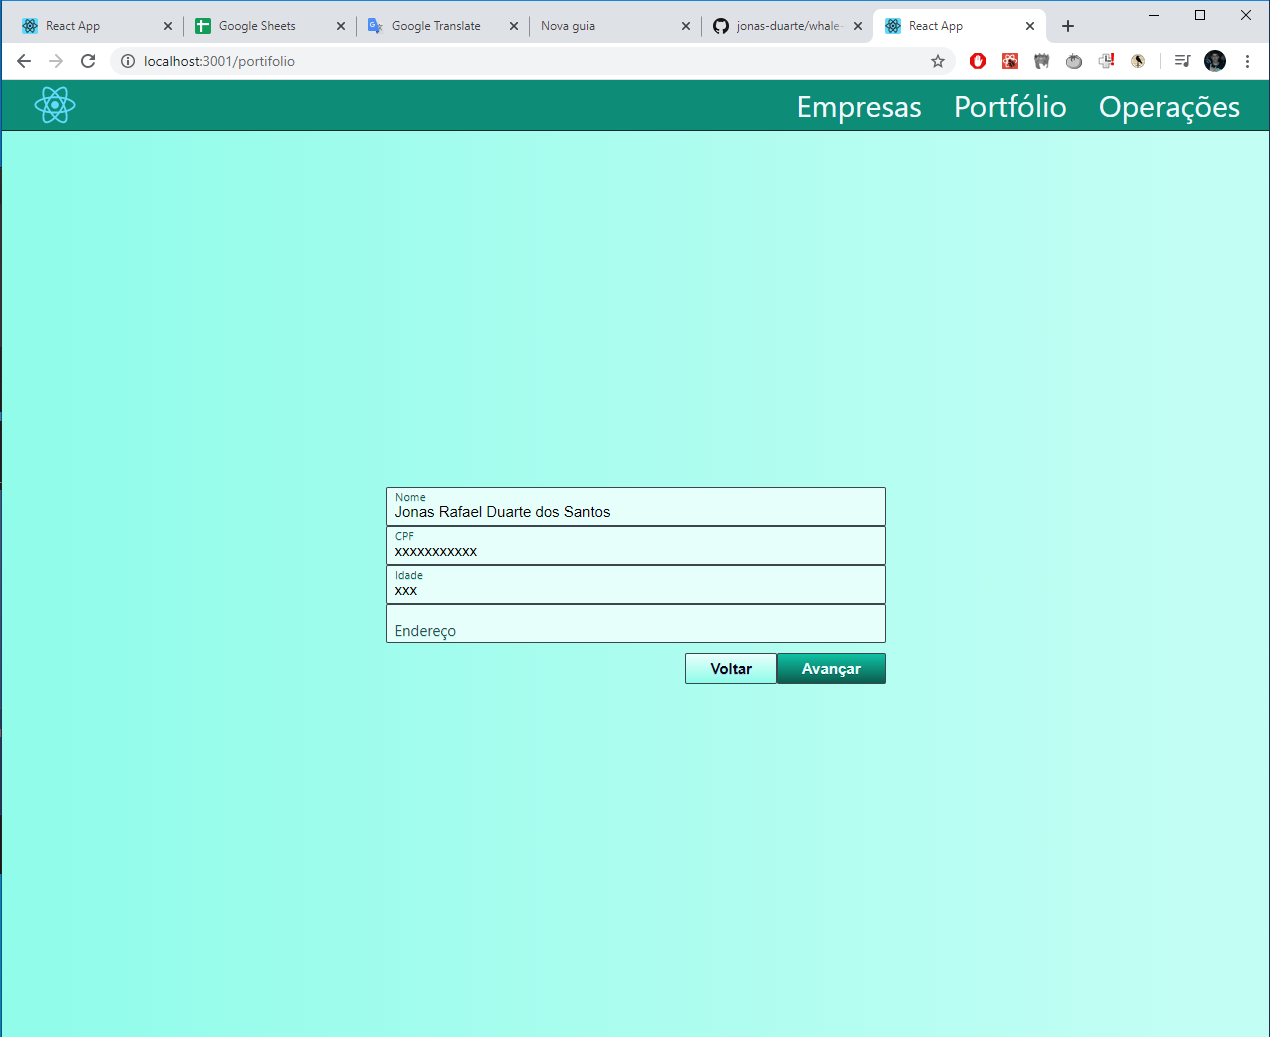 React App
Google Sheets
Google Translate
Nova guia
jonas-duarte/whale-
React App
localhost:3001/portifolio
Empresas Portfólio Operações
Nome
Jonas Rafael Duarte dos Santos
CPF
xxxxxxxxxxx
Idade
xxx
Endereço
Voltar Avançar